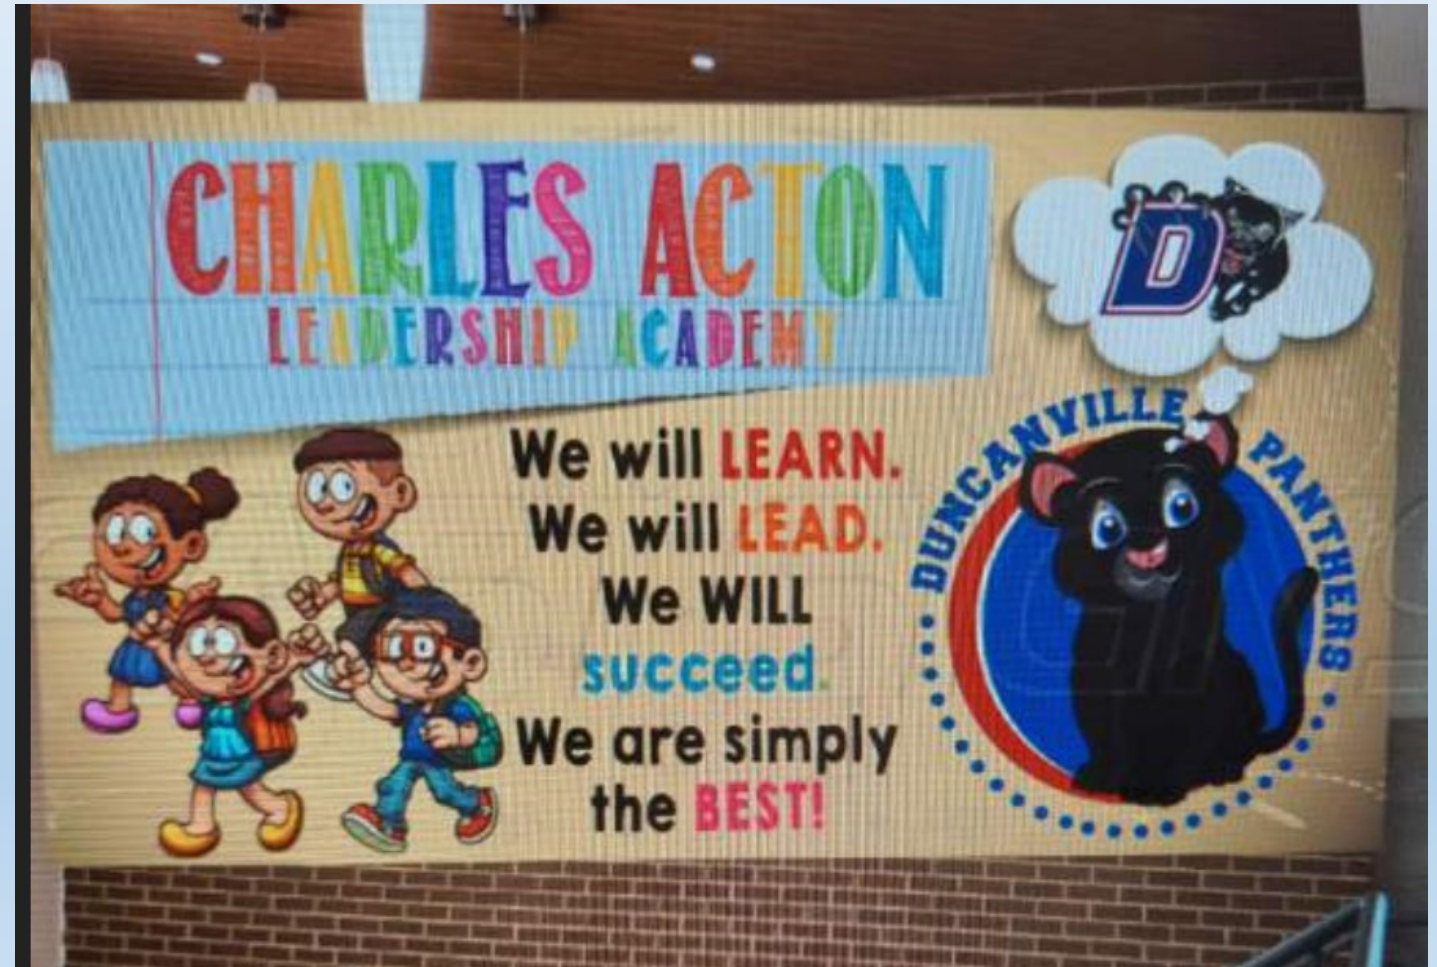 CHARLES ACTON
LEADERSHIP ACADEMY
D
We will LEARN.
We will LEAD.
We WILL
succeed.
We are simply
the BEST!
DUNCANVILLE PANTHERS